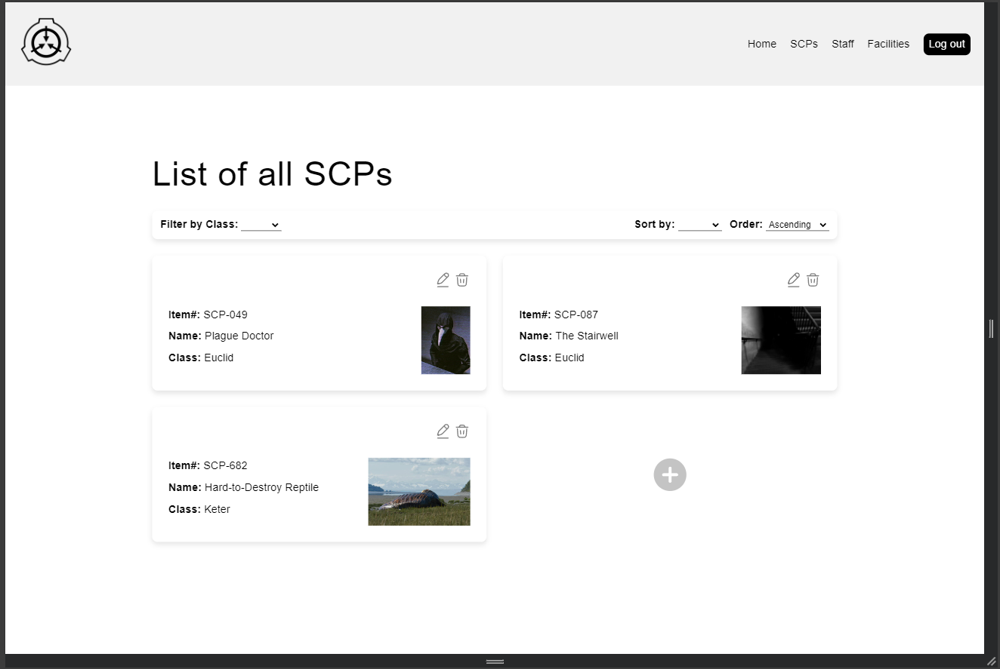 Home SCPs Staff Facilities Log out
List of all SCPs
Filter by Class: Sort by: Order: Ascending
Item#: SCP-049
Name: Plague Doctor
Class: Euclid
Item#: SCP-087
Name: The Stairwell
Class: Euclid
Item#: SCP-682
Name: Hard-to-Destroy Reptile
Class: Keter